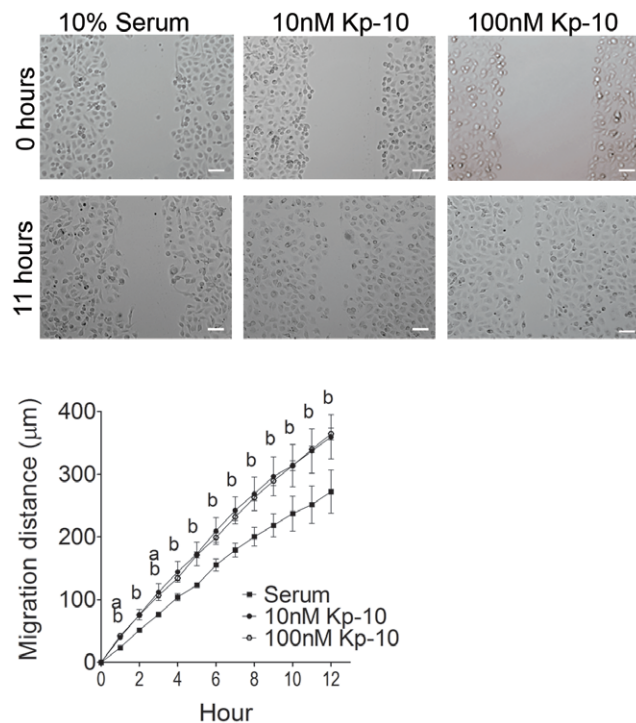 10% Serum
10nM Kp-10
100nM Kp-10
0 hours
11 hours
Migration distance (μm)
400
300
200
100
0
a
b
b
a
b
b
b
b
b
b
b
b
b
b
Serum
10nM Kp-10
100nM Kp-10
0
2
4
6
8
10
12
Hour